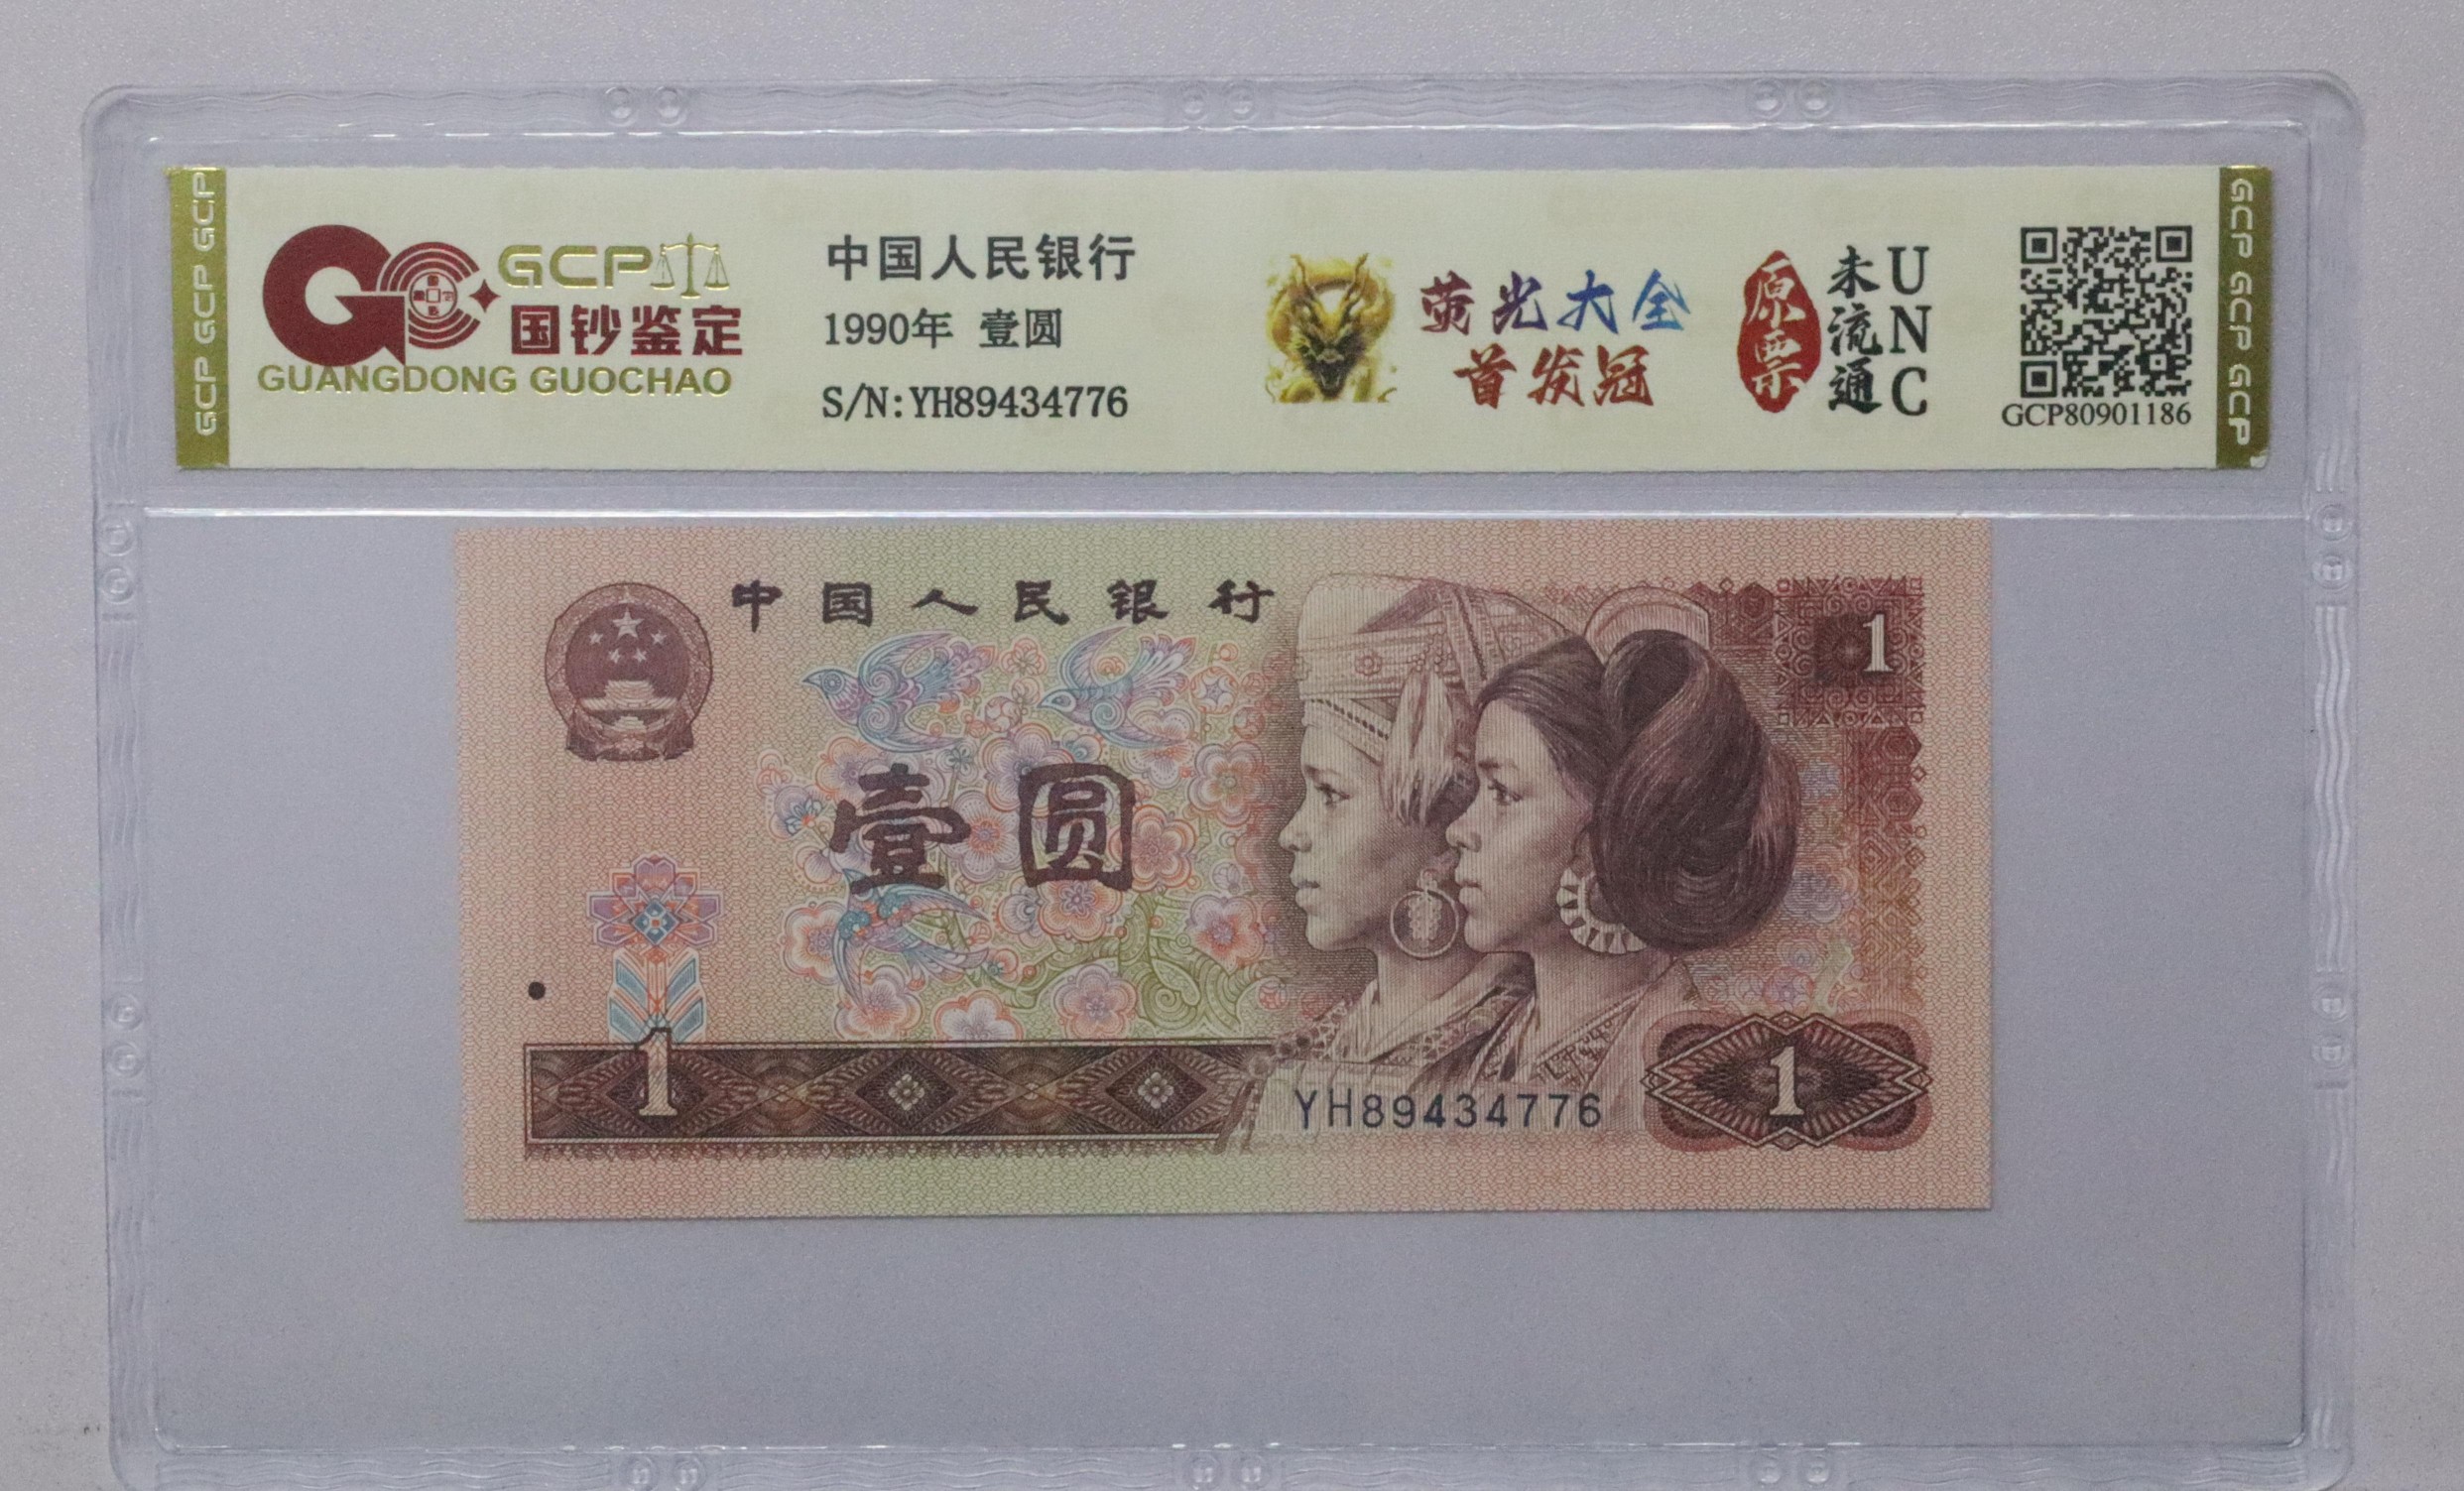 GCP GCP GCP
GCP
国钞鉴定
GUANGDONG GUOCHAO
中国人民银行
1990年 壹圆
S/N:YH89434776
荧光大全
首发冠
原票
未流通
UNC
GCP80901186
GCP GCP GCP
中国人民银行
1
壹圆
1
YH89434776
1